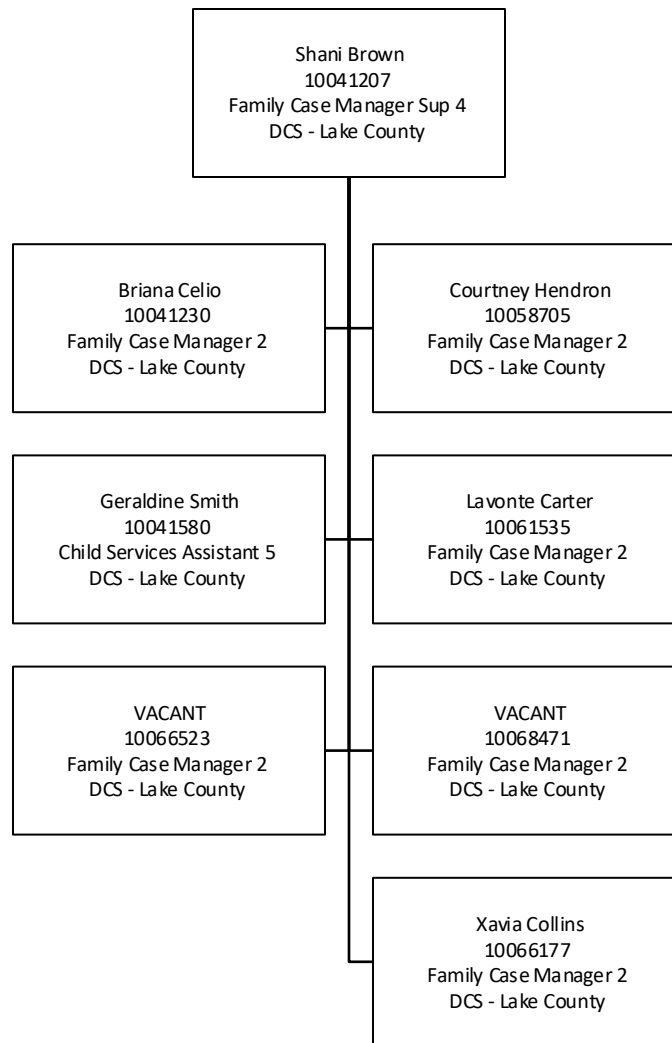 Shani Brown
10041207
Family Case Manager Sup 4
DCS - Lake County
Briana Celio
10041230
Family Case Manager 2
DCS - Lake County
Courtney Hendron
10058705
Family Case Manager 2
DCS - Lake County
Geraldine Smith
10041580
Child Services Assistant 5
DCS - Lake County
Lavonte Carter
10061535
Family Case Manager 2
DCS - Lake County
VACANT
10066523
Family Case Manager 2
DCS - Lake County
VACANT
10068471
Family Case Manager 2
DCS - Lake County
Xavia Collins
10066177
Family Case Manager 2
DCS - Lake County